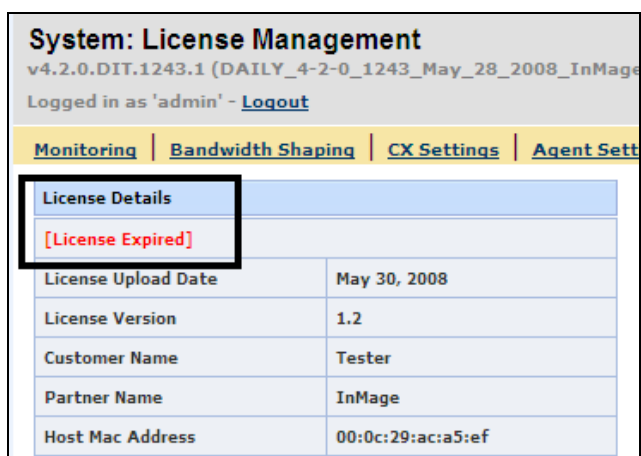 System: License Management
v4.2.0.DIT.1243.1 (DAILY_4-2-0_1243_May_28_2008_InMage
Logged in as 'admin' - Logout
Monitoring | Bandwidth Shaping | CX Settings | Agent Sett
License Details
[License Expired]
License Upload Date May 30, 2008
License Version 1.2
Customer Name Tester
Partner Name InMage
Host Mac Address 00:0c:29:ac:a5:ef